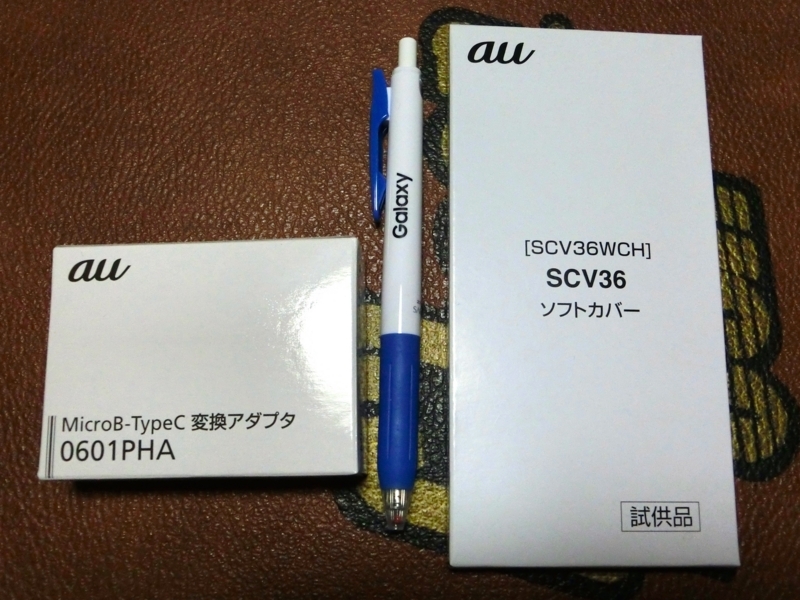 au
MicroB-TypeC 変換アダプタ
0601PHA
Galaxy
au
[SCV36WCH]
SCV36
ソフトカバー
試供品